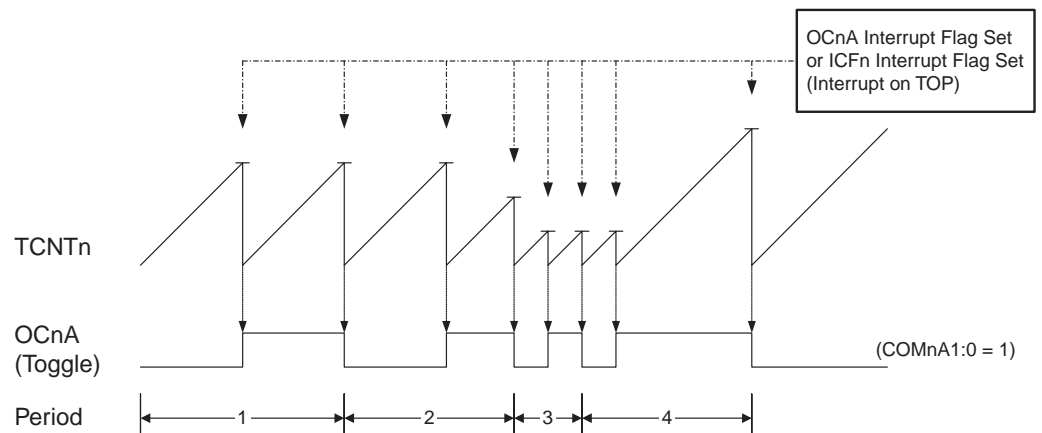 OCnA Interrupt Flag Set
or ICFn Interrupt Flag Set
(Interrupt on TOP)
TCNTn
OCnA
(Toggle)
(COMnA1:0 = 1)
Period
1
2
3
4